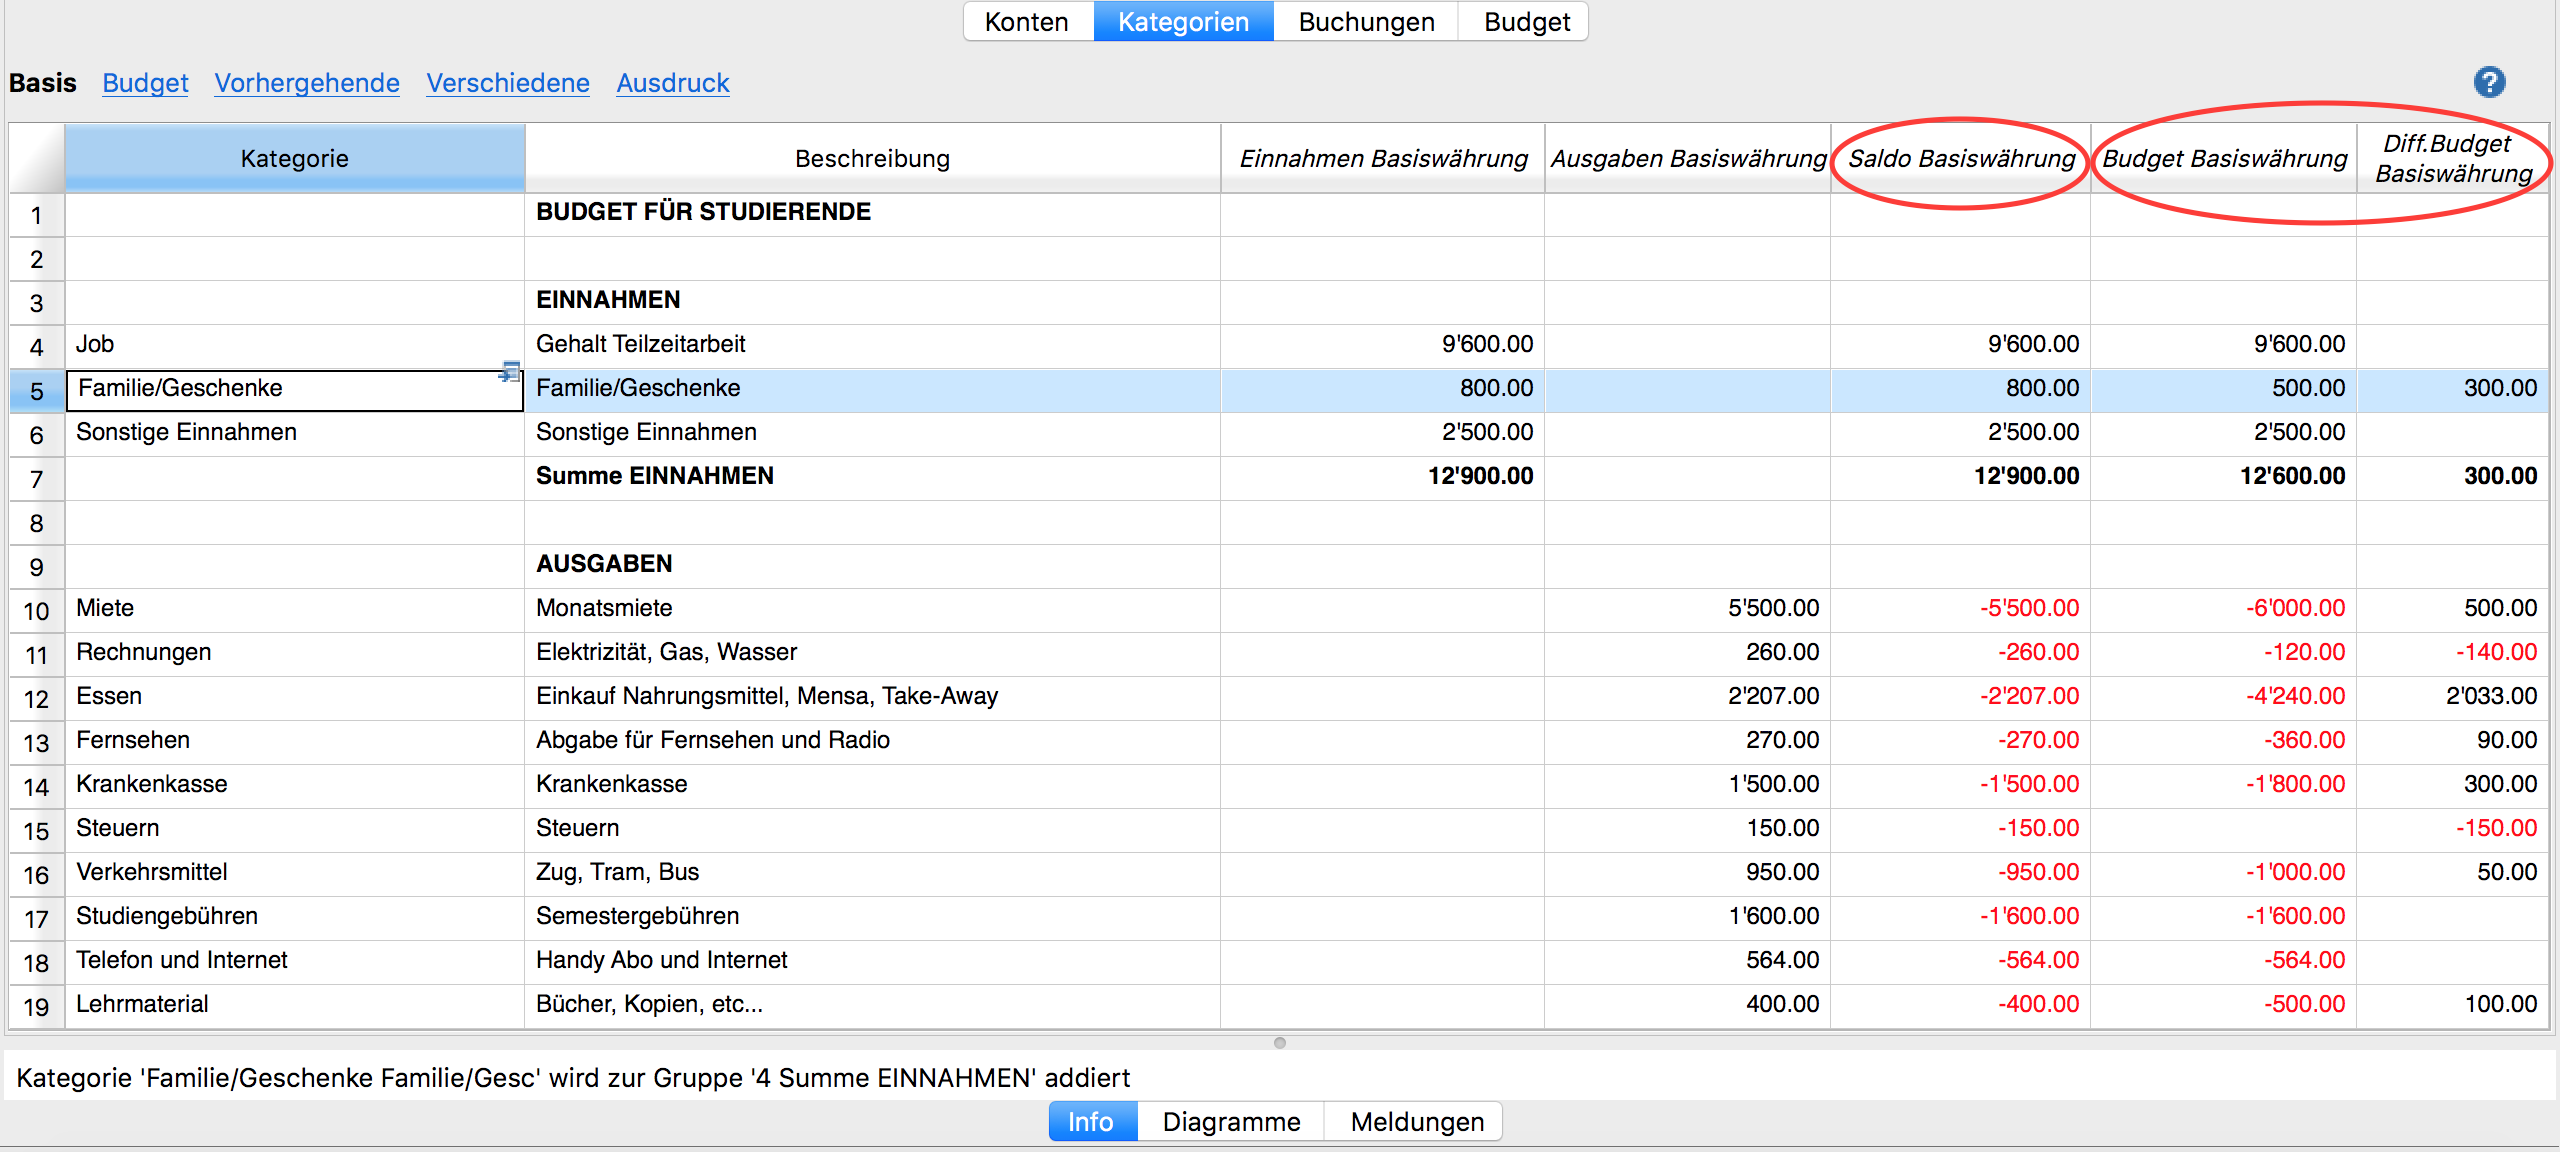 Konten Kategorien Buchungen Budget
Basis Budget Vorhergehende Verschiedene Ausdruck ?
Kategorie Beschreibung Einnahmen Basiswährung Ausgaben Basiswährung Saldo Basiswährung Budget Basiswährung Diff.Budget
Basiswährung
1 BUDGET FÜR STUDIERENDE
2
3 EINNAHMEN
4 Job Gehalt Teilzeitarbeit 9'600.00 9'600.00 9'600.00
5 Familie/Geschenke Familie/Geschenke 800.00 800.00 500.00 300.00
6 Sonstige Einnahmen Sonstige Einnahmen 2'500.00 2'500.00 2'500.00
7 Summe EINNAHMEN 12'900.00 12'900.00 12'600.00 300.00
8
9 AUSGABEN
10 Miete Monatsmiete 5'500.00 -5'500.00 -6'000.00 500.00
11 Rechnungen Elektrizität, Gas, Wasser 260.00 -260.00 -120.00 -140.00
12 Essen Einkauf Nahrungsmittel, Mensa, Take-Away 2'207.00 -2'207.00 -4'240.00 2'033.00
13 Fernsehen Abgabe für Fernsehen und Radio 270.00 -270.00 -360.00 90.00
14 Krankenkasse Krankenkasse 1'500.00 -1'500.00 -1'800.00 300.00
15 Steuern Steuern 150.00 -150.00 -150.00
16 Verkehrsmittel Zug, Tram, Bus 950.00 -950.00 -1'000.00 50.00
17 Studiengebühren Semestergebühren 1'600.00 -1'600.00 -1'600.00
18 Telefon und Internet Handy Abo und Internet 564.00 -564.00 -564.00
19 Lehrmaterial Bücher, Kopien, etc... 400.00 -400.00 -500.00 100.00
Kategorie 'Familie/Geschenke Familie/Gesc' wird zur Gruppe '4 Summe EINNAHMEN' addiert
Info Diagramme Meldungen